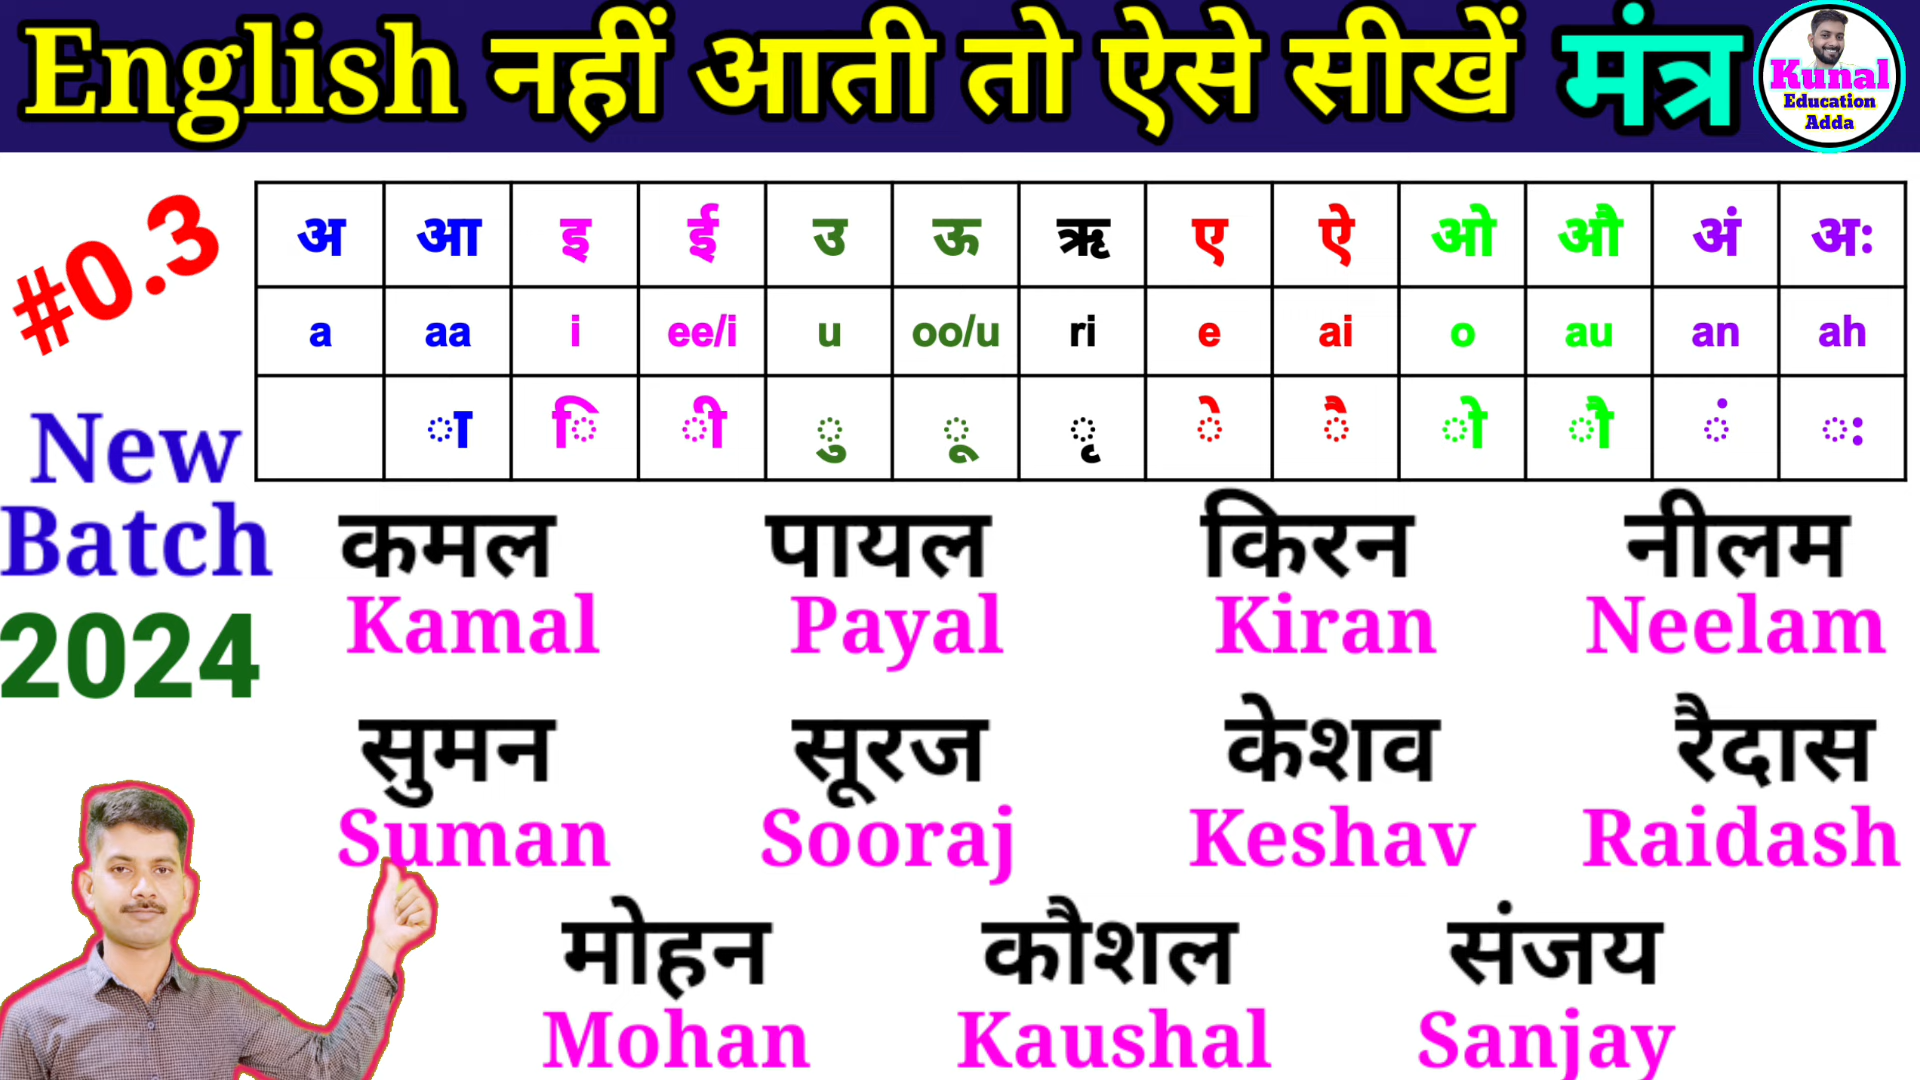 English नहीं आती तो ऐसे सीखें मंत्र
Kunal
Education
Adda
#0.3
अ आ इ ई उ ऊ ऋ ए ऐ ओ औ अं अः
a aa i ee/i u oo/u ri e ai o au an ah
ा ि ी ु ू ृ े ै ो ौ ं ः
New
Batch
2024
कमल पायल किरन नीलम
Kamal Payal Kiran Neelam
सुमन सूरज केशव रैदास
Suman Sooraj Keshav Raidash
मोहन कौशल संजय
Mohan Kaushal Sanjay